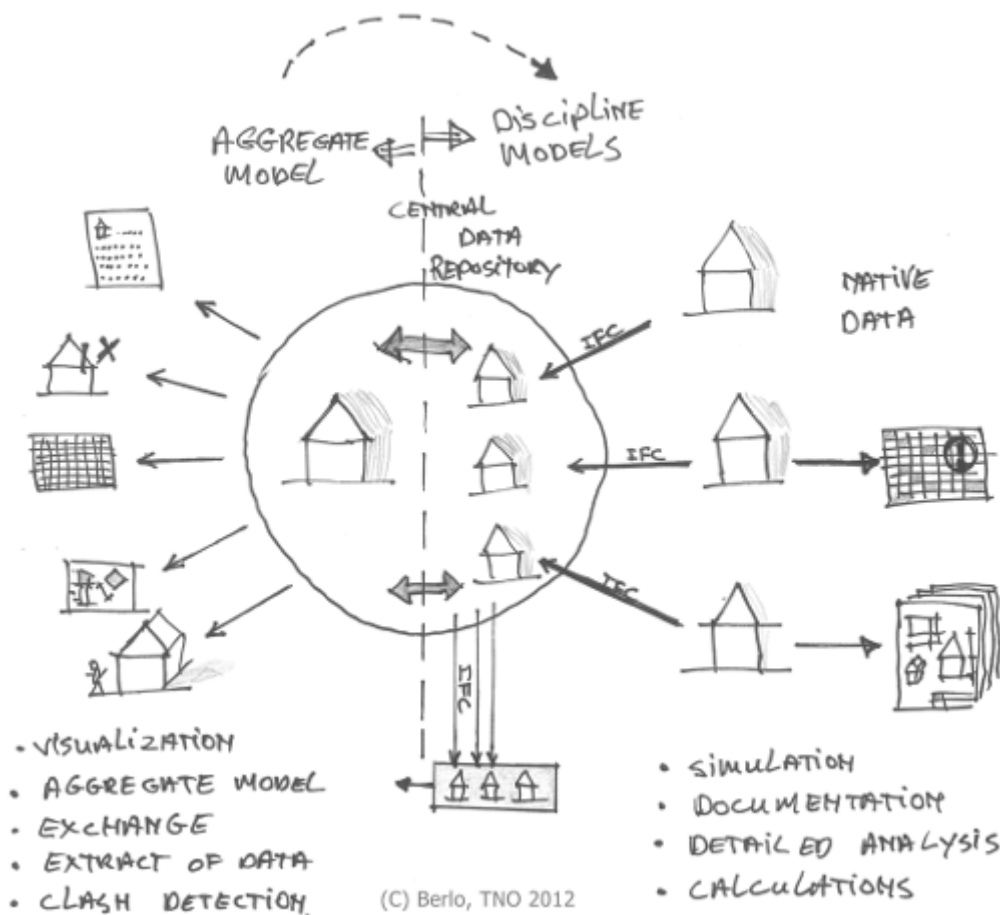 AGGREGATE
MODEL
DISCIPLINE
MODELS
CENTRAL
DATA
REPOSITORY
NATIVE
DATA
IFC
IFC
IFC
IFC
• VISUALIZATION
• AGGREGATE MODEL
• EXCHANGE
• EXTRACT OF DATA
• CLASH DETECTION
• SIMULATION
• DOCUMENTATION
• DETAILED ANALYSIS
• CALCULATIONS
(C) Berlo, TNO 2012